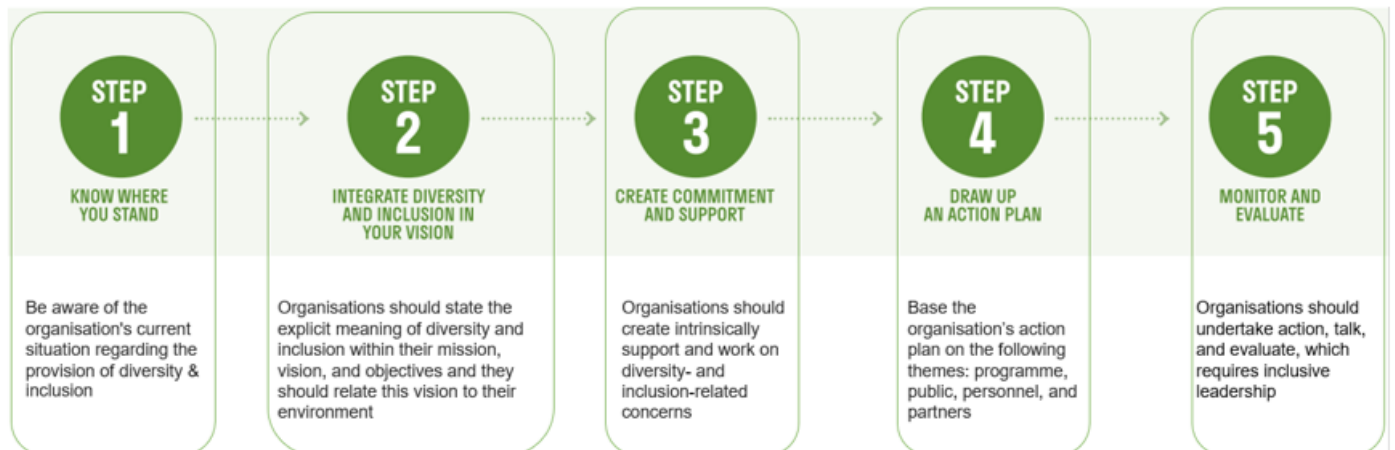 STEP
1
KNOW WHERE
YOU STAND
Be aware of the
organisation's current
situation regarding the
provision of diversity &
inclusion
STEP
2
INTEGRATE DIVERSITY
AND INCLUSION IN
YOUR VISION
Organisations should state the
explicit meaning of diversity and
inclusion within their mission,
vision, and objectives and they
should relate this vision to their
environment
STEP
3
CREATE COMMITMENT
AND SUPPORT
Organisations should
create intrinsically
support and work on
diversity- and
inclusion-related
concerns
STEP
4
DRAW UP
AN ACTION PLAN
Base the
organisation's action
plan on the following
themes: programme,
public, personnel, and
partners
STEP
5
MONITOR AND
EVALUATE
Organisations should
undertake action, talk,
and evaluate, which
requires inclusive
leadership